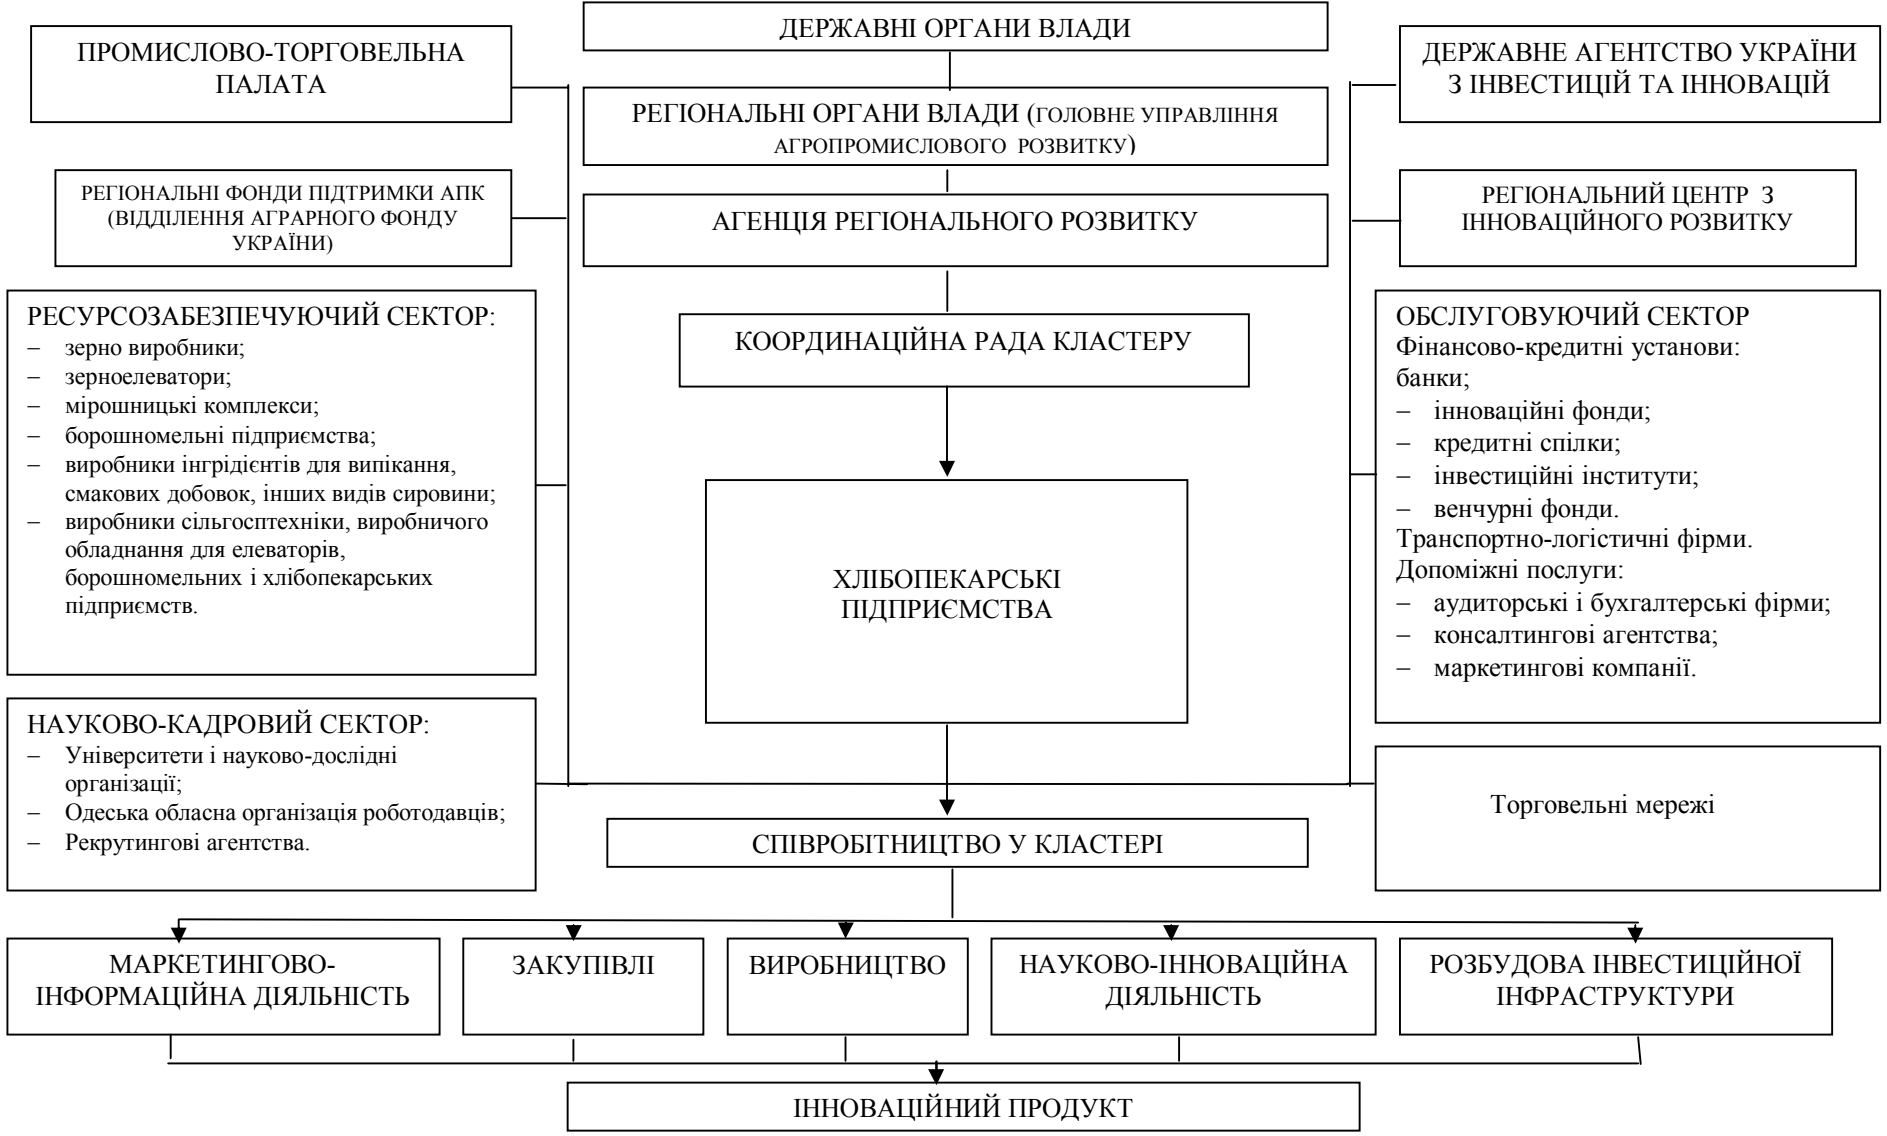 ДЕРЖАВНІ ОРГАНИ ВЛАДИ
ПРОМИСЛОВО-ТОРГОВЕЛЬНА
ПАЛАТА
ДЕРЖАВНЕ АГЕНТСТВО УКРАЇНИ
З ІНВЕСТИЦІЙ ТА ІННОВАЦІЙ
РЕГІОНАЛЬНІ ОРГАНИ ВЛАДИ (ГОЛОВНЕ УПРАВЛІННЯ
АГРОПРОМИСЛОВОГО РОЗВИТКУ)
РЕГІОНАЛЬНІ ФОНДИ ПІДТРИМКИ АПК
(ВІДДІЛЕННЯ АГРАРНОГО ФОНДУ
УКРАЇНИ)
АГЕНЦІЯ РЕГІОНАЛЬНОГО РОЗВИТКУ
РЕГІОНАЛЬНИЙ ЦЕНТР З
ІННОВАЦІЙНОГО РОЗВИТКУ
РЕСУРСОЗАБЕЗПЕЧУЮЧИЙ СЕКТОР:
– зерно виробники;
– зерноелеватори;
– мірошницькі комплекси;
– борошномельні підприємства;
– виробники інгрідієнтів для випікання,
смакових добовок, інших видів сировини;
– виробники сільгосптехніки, виробничого
обладнання для елеваторів,
борошномельних і хлібопекарських
підприємств.
КООРДИНАЦІЙНА РАДА КЛАСТЕРУ
ХЛІБОПЕКАРСЬКІ
ПІДПРИЄМСТВА
ОБСЛУГОВУЮЧИЙ СЕКТОР
Фінансово-кредитні установи:
банки;
– інноваційні фонди;
– кредитні спілки;
– інвестиційні інститути;
– венчурні фонди.
Транспортно-логістичні фірми.
Допоміжні послуги:
– аудиторські і бухгалтерські фірми;
– консалтингові агентства;
– маркетингові компанії.
НАУКОВО-КАДРОВИЙ СЕКТОР:
– Університети і науково-дослідні
організації;
– Одеська обласна організація роботодавців;
– Рекрутингові агентства.
Торговельні мережі
СПІВРОБІТНИЦТВО У КЛАСТЕРІ
МАРКЕТИНГОВО-
ІНФОРМАЦІЙНА ДІЯЛЬНІСТЬ
ЗАКУПІВЛІ
ВИРОБНИЦТВО
НАУКОВО-ІННОВАЦІЙНА
ДІЯЛЬНІСТЬ
РОЗБУДОВА ІНВЕСТИЦІЙНОЇ
ІНФРАСТРУКТУРИ
ІННОВАЦІЙНИЙ ПРОДУКТ